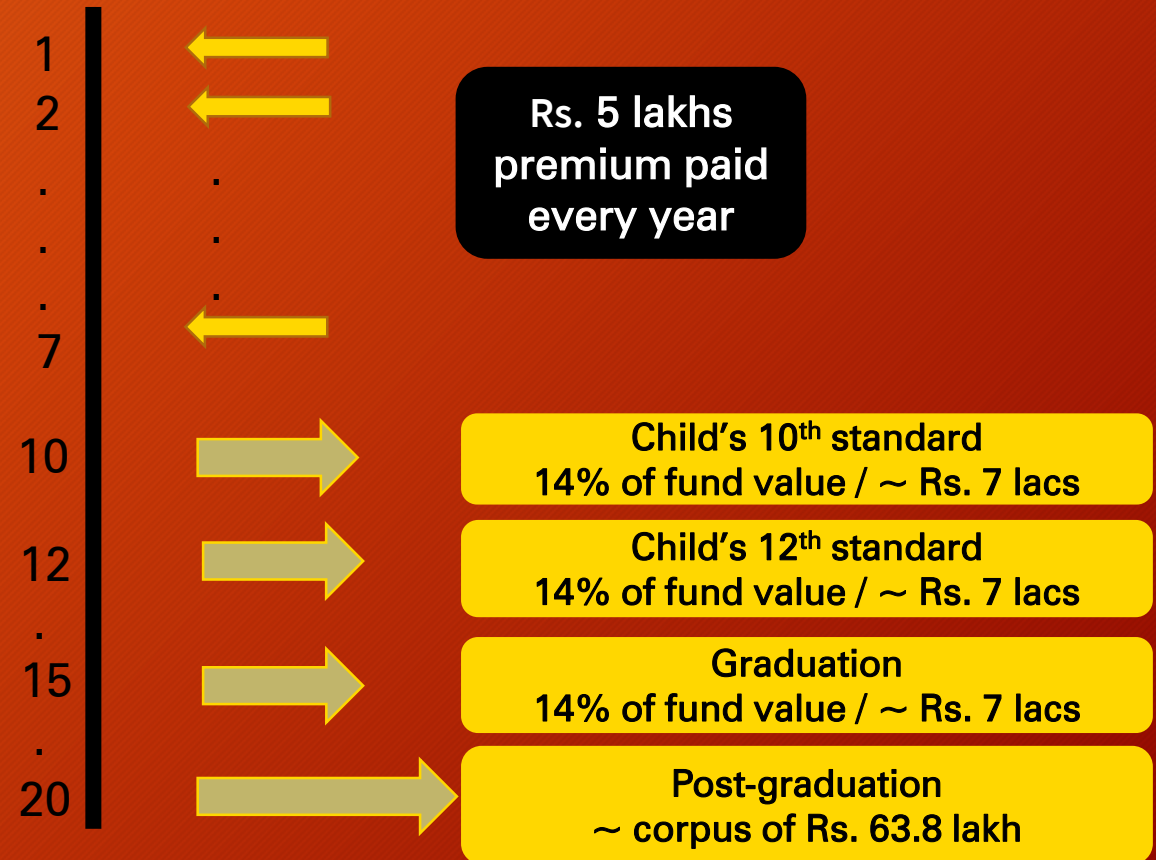 1
2
Rs. 5 lakhs
premium paid
every year
.
.
.
.
.
.
7
10
Child's 10th standard
14% of fund value / ~ Rs. 7 lacs
12
Child's 12th standard
14% of fund value / ~ Rs. 7 lacs
.
15
Graduation
14% of fund value / ~ Rs. 7 lacs
.
20
Post-graduation
~ corpus of Rs. 63.8 lakh